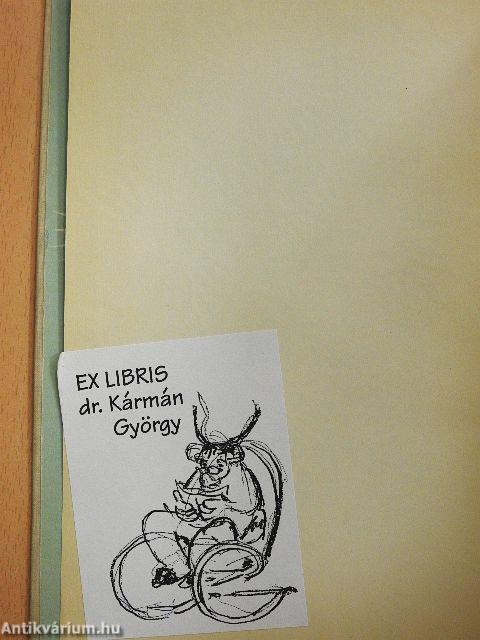 EX LIBRIS
dr. Kármán
György
Antikvárium.hu